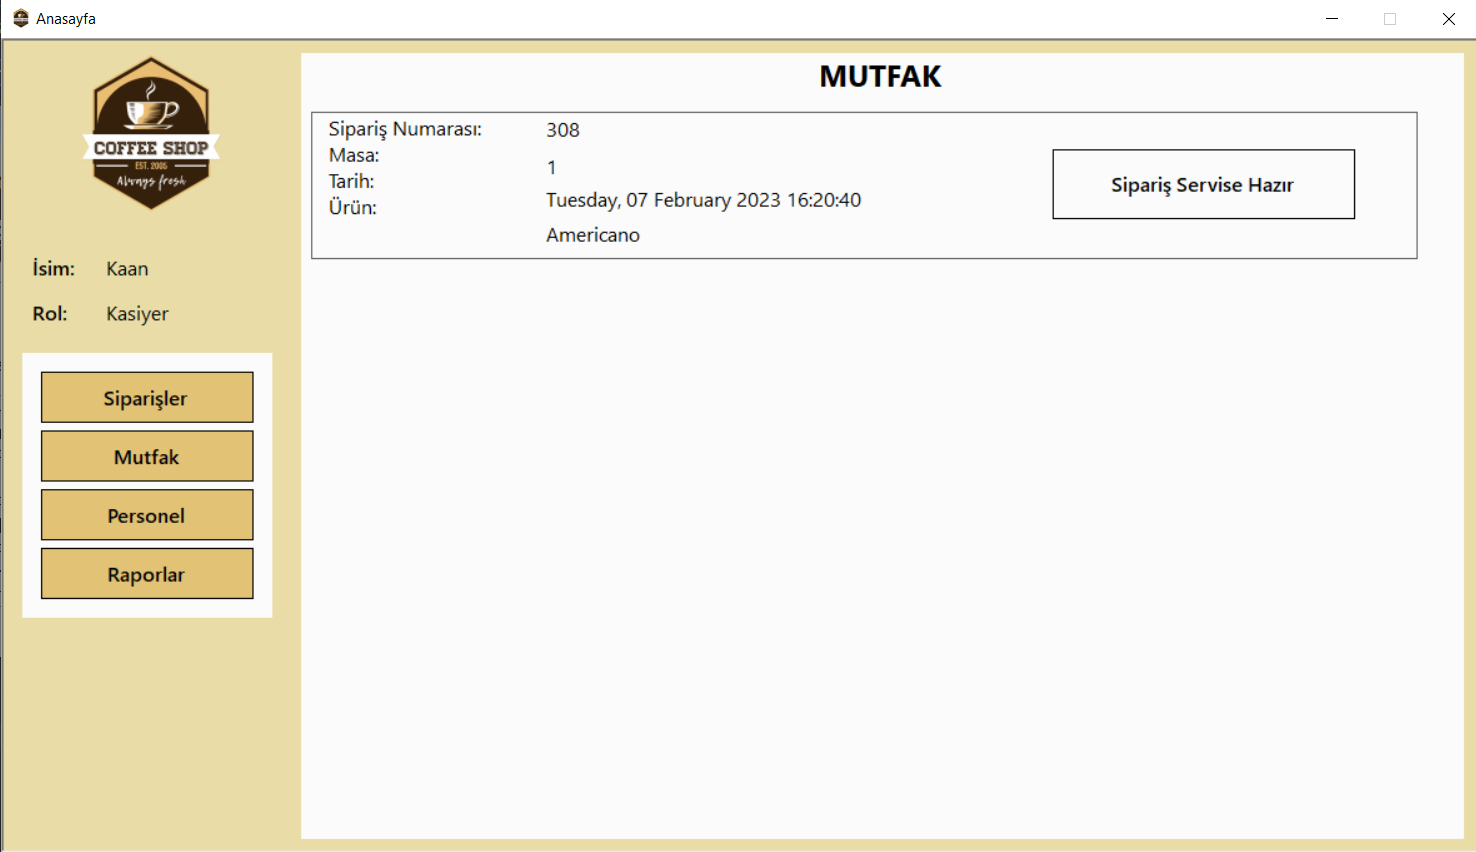 Anasayfa
COFFEE SHOP
EST. 2005
Always fresh
İsim: Kaan
Rol: Kasiyer
Siparişler
Mutfak
Personel
Raporlar
MUTFAK
Sipariş Numarası: 308
Masa: 1
Tarih: Tuesday, 07 February 2023 16:20:40
Ürün: Americano
Sipariş Servise Hazır